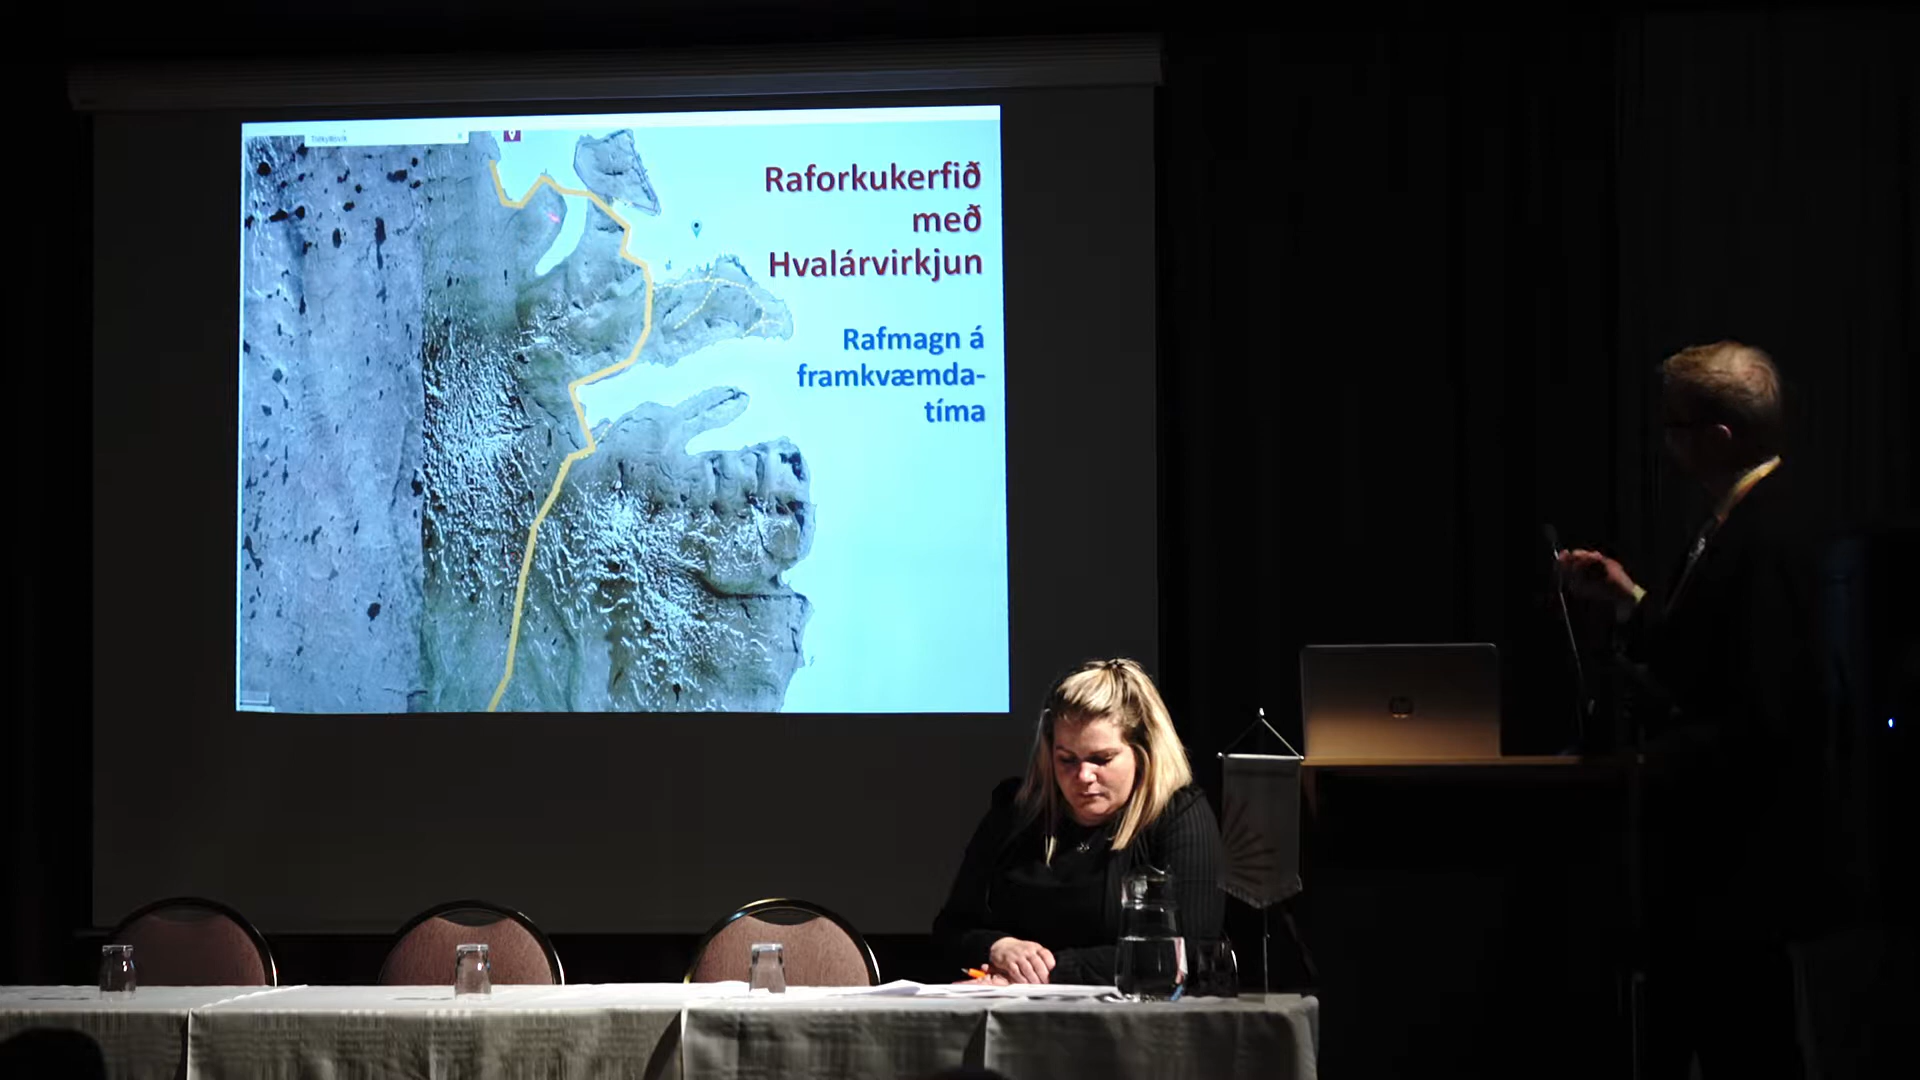 Raforkukerfið
með
Hvalárvirkjun
Rafmagn á
framkvæmda-
tíma